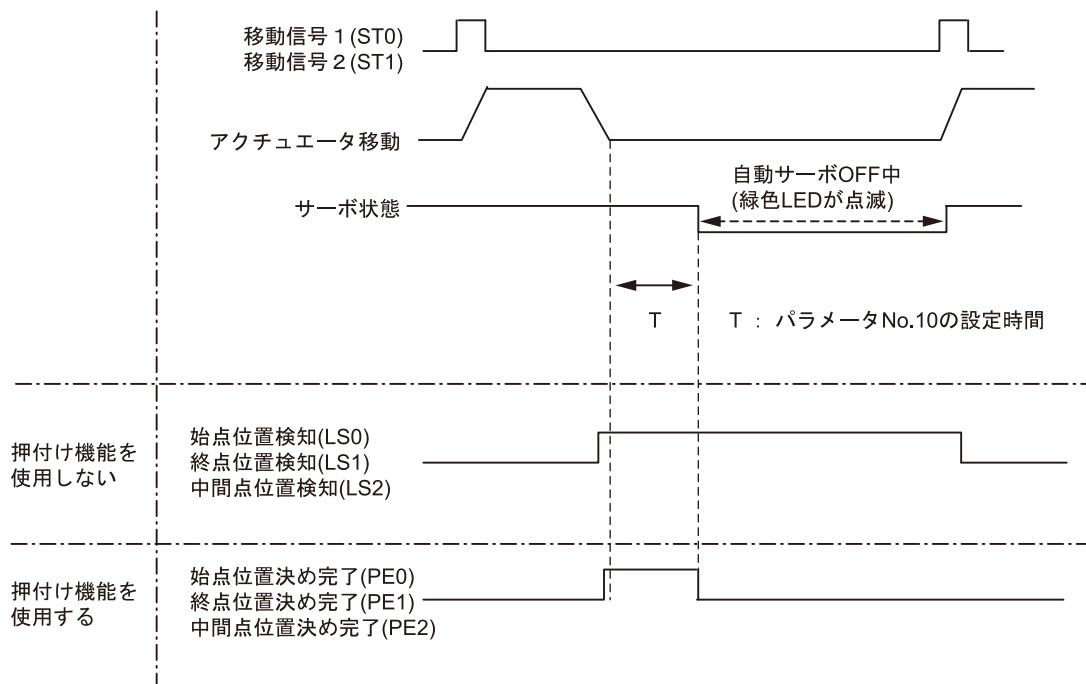 移動信号１(ST0)
移動信号２(ST1)
アクチュエータ移動
自動サーボOFF中
(緑色LEDが点滅)
サーボ状態
T
T ： パラメータNo.10の設定時間
押付け機能を
使用しない
始点位置検知(LS0)
終点位置検知(LS1)
中間点位置検知(LS2)
押付け機能を
使用する
始点位置決め完了(PE0)
終点位置決め完了(PE1)
中間点位置決め完了(PE2)